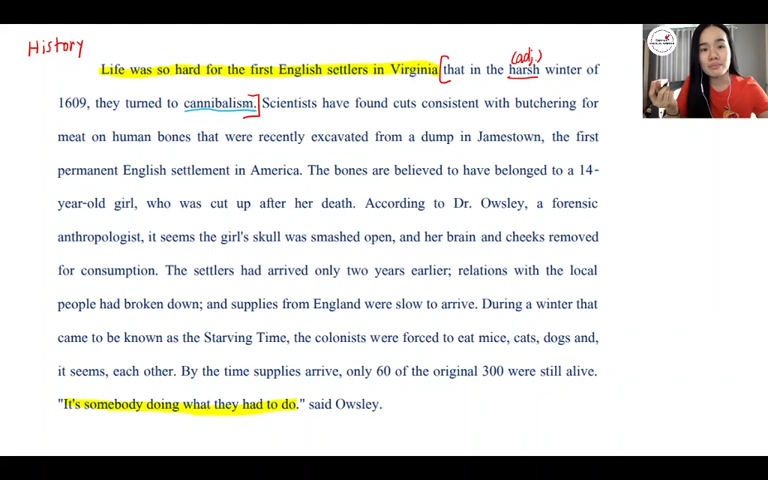 History
(adj.)
Life was so hard for the first English settlers in Virginia that in the harsh winter of
1609, they turned to cannibalism. Scientists have found cuts consistent with butchering for
meat on human bones that were recently excavated from a dump in Jamestown, the first
permanent English settlement in America. The bones are believed to have belonged to a 14-
year-old girl, who was cut up after her death. According to Dr. Owsley, a forensic
anthropologist, it seems the girl's skull was smashed open, and her brain and cheeks removed
for consumption. The settlers had arrived only two years earlier; relations with the local
people had broken down; and supplies from England were slow to arrive. During a winter that
came to be known as the Starving Time, the colonists were forced to eat mice, cats, dogs and,
it seems, each other. By the time supplies arrive, only 60 of the original 300 were still alive.
"It's somebody doing what they had to do." said Owsley.